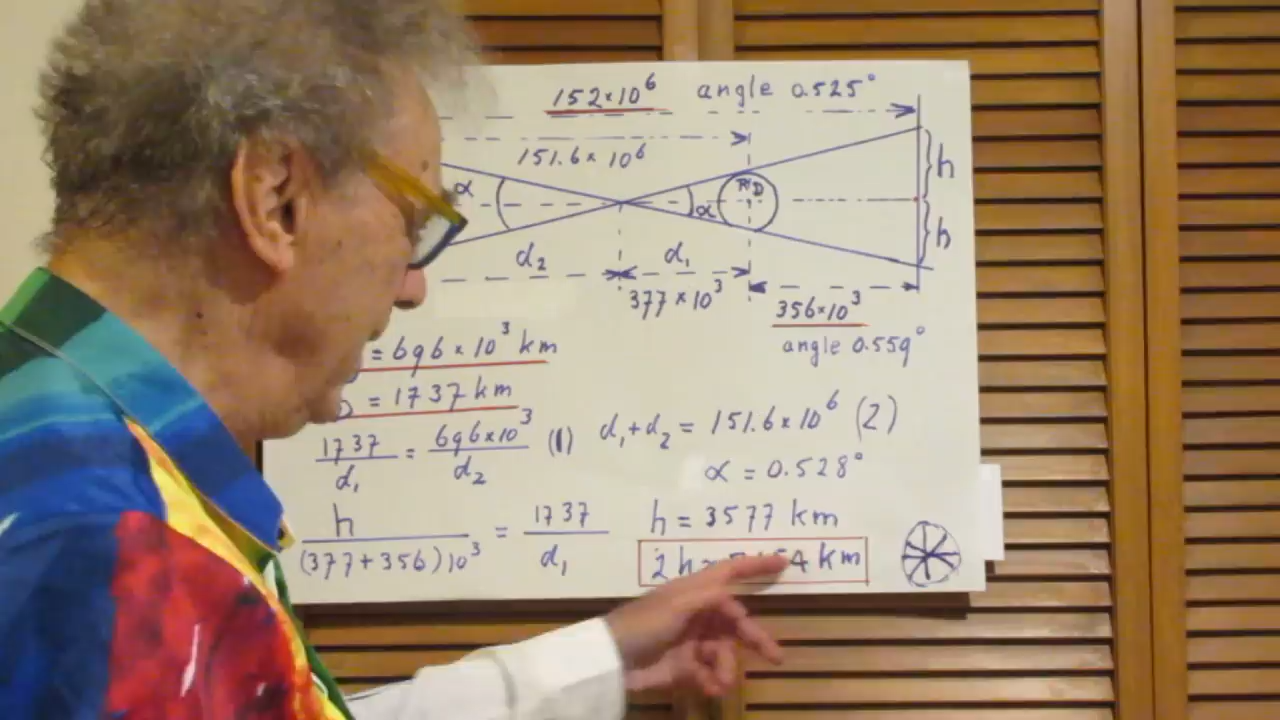 152×10⁶ angle 0.525°
151.6×10⁶
α α RD h
h
d₂ d₁
377×10³ 356×10³
angle 0.559°
= 696×10³ km
D = 1737 km
1737/d₁ = 696×10³/d₂ (1) d₁+d₂ = 151.6×10⁶ (2)
α = 0.528°
h/(377+356)10³ = 1737/d₁ h = 3577 km
2h km